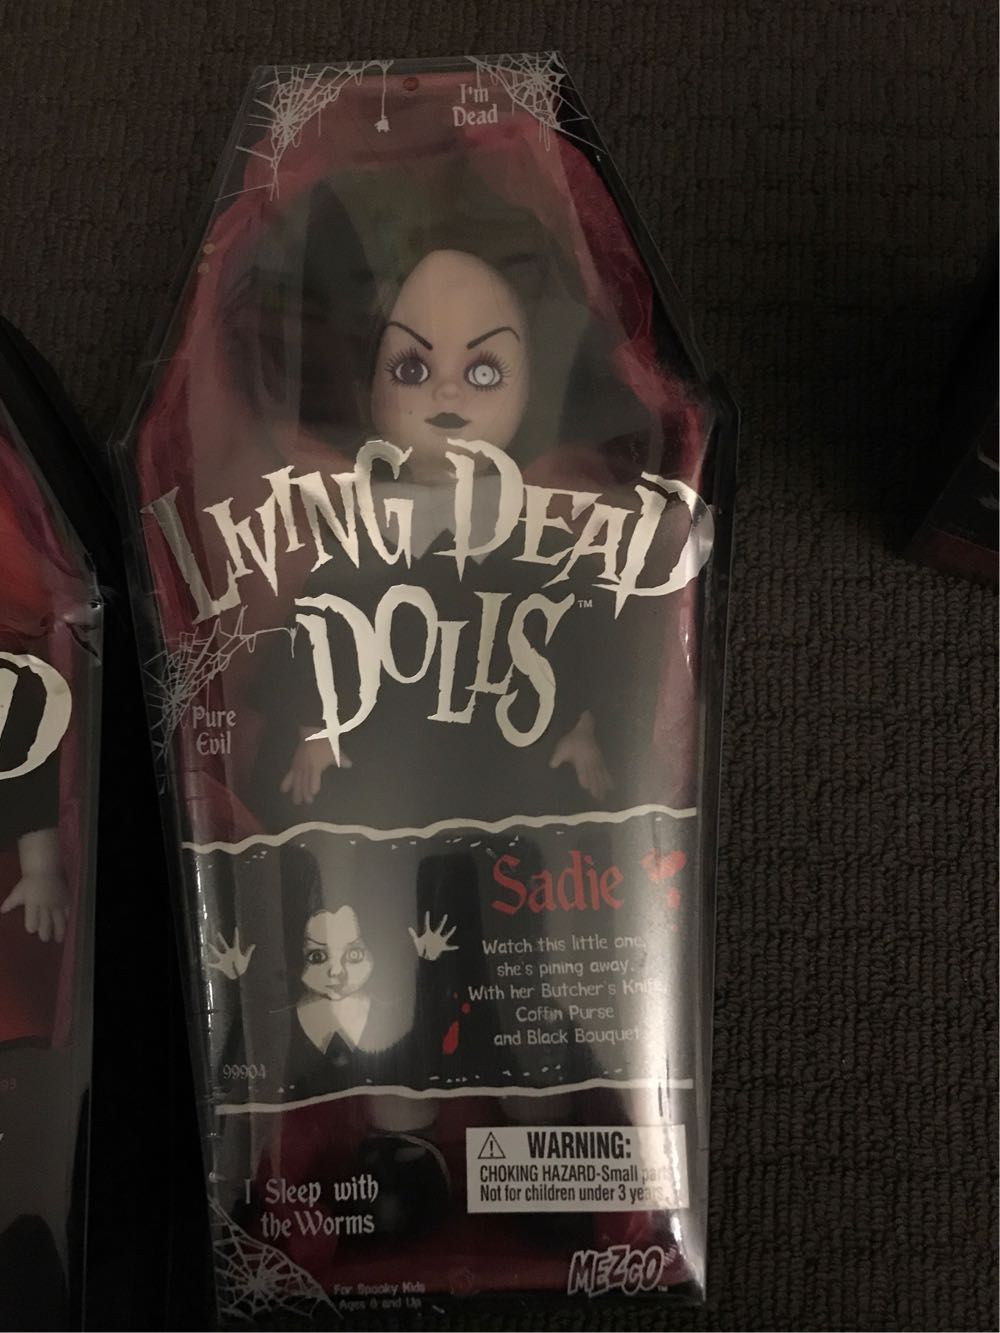 I'm
Dead
LIVING DEAD
DOLLS™
Pure
Evil
D
Sadie
Watch this little one,
she's pining away.
With her Butcher's Knife,
Coffin Purse
and Black Bouquet
99904
93
WARNING:
CHOKING HAZARD-Small parts
Not for children under 3 years.
I Sleep with
the Worms
MEZCO
For Spooky Kids
Ages 6 and Up